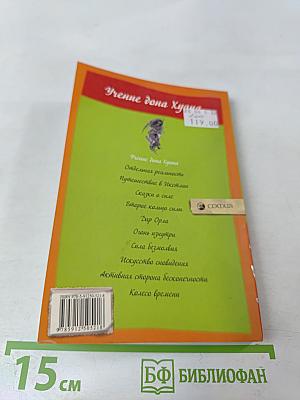 Учение дона Хуана
119.00
Учение дона Хуана
Отдельная реальность
Путешествие в Икстлан
Сказки о силе
Второе кольцо силы
Дар Орла
Огонь изнутри
Сила безмолвия
Искусство сновидения
Активная сторона бесконечности
Колесо времени
СОФИЯ
15 см
БФ БИБЛИОФАН